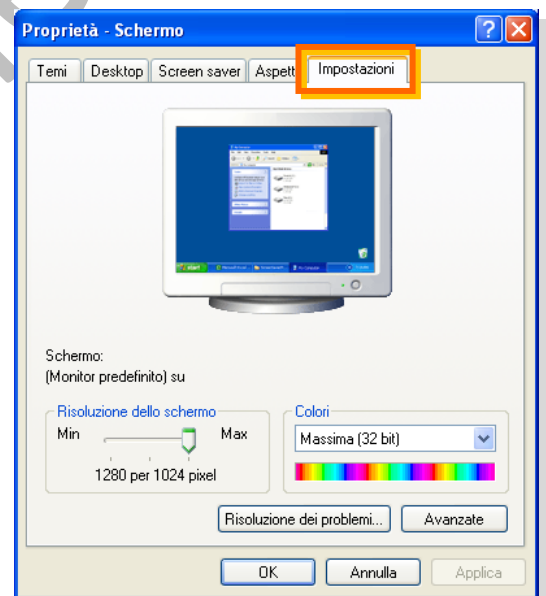 Proprietà - Schermo
Temi Desktop Screen saver Aspett Impostazioni
Schermo:
(Monitor predefinito) su
Risoluzione dello schermo
Min Max
1280 per 1024 pixel
Colori
Massima (32 bit)
Risoluzione dei problemi... Avanzate
OK Annulla Applica